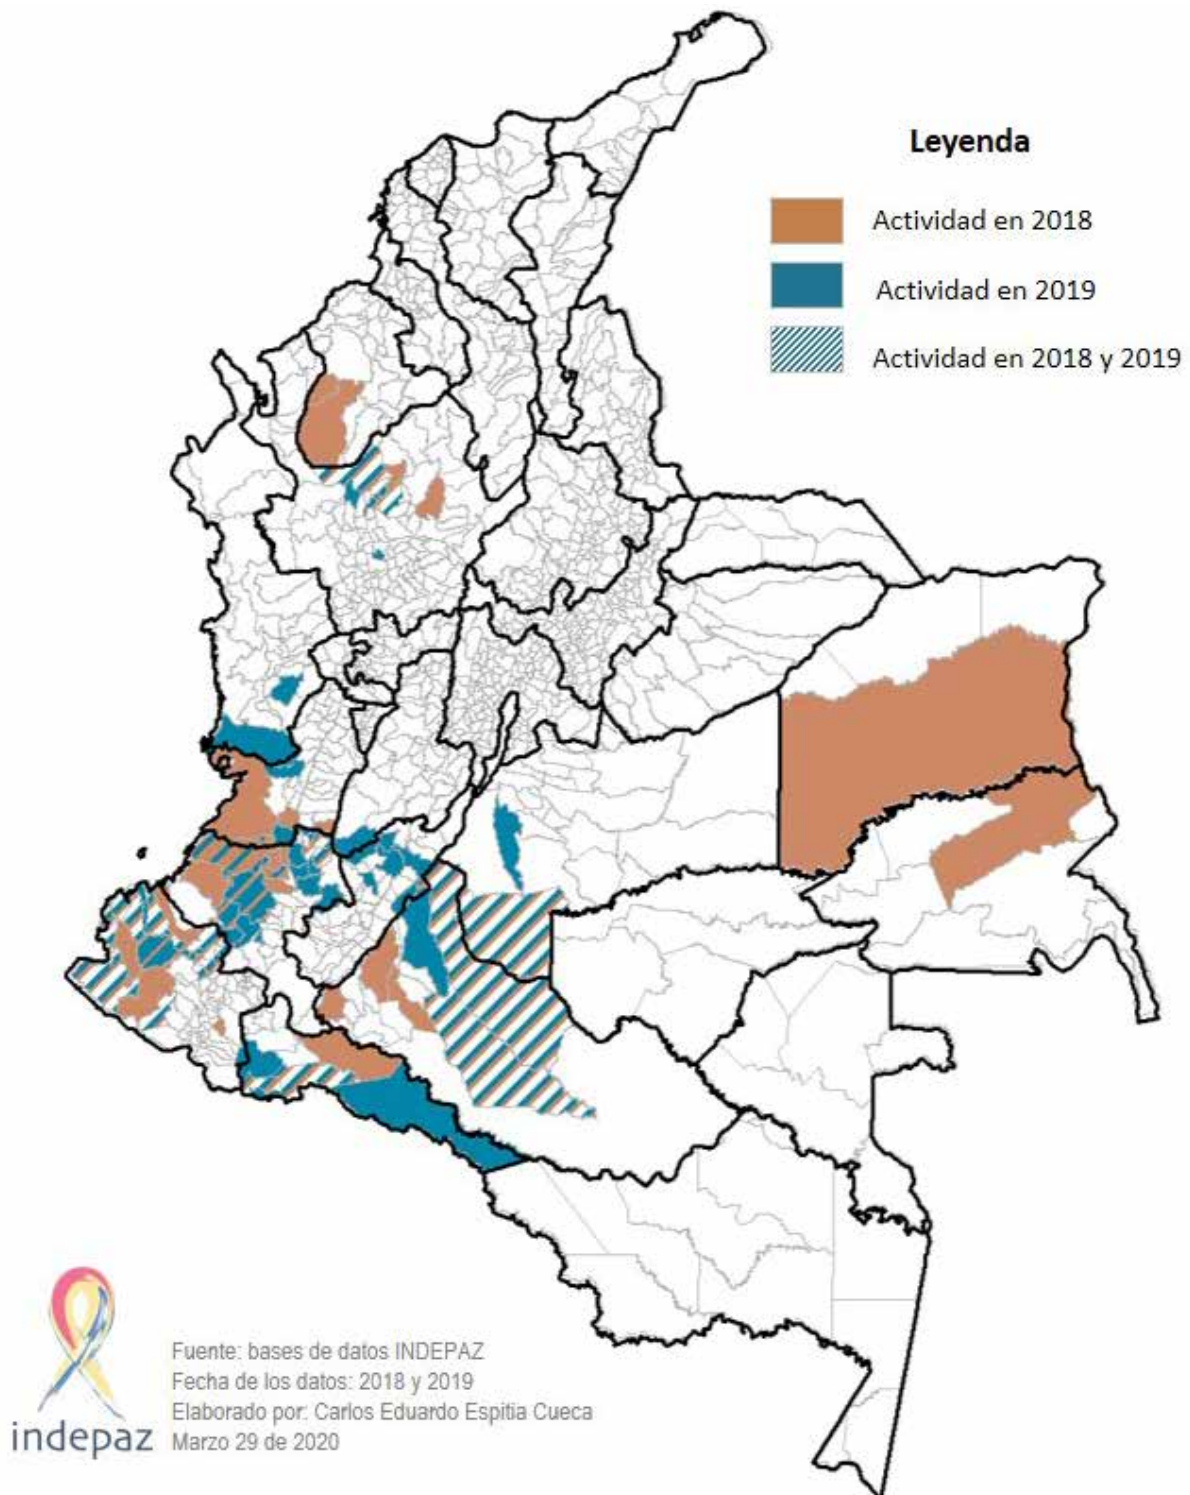 Leyenda
Actividad en 2018
Actividad en 2019
Actividad en 2018 y 2019
indepaz
Fuente: bases de datos INDEPAZ
Fecha de los datos: 2018 y 2019
Elaborado por: Carlos Eduardo Espitia Cueca
Marzo 29 de 2020